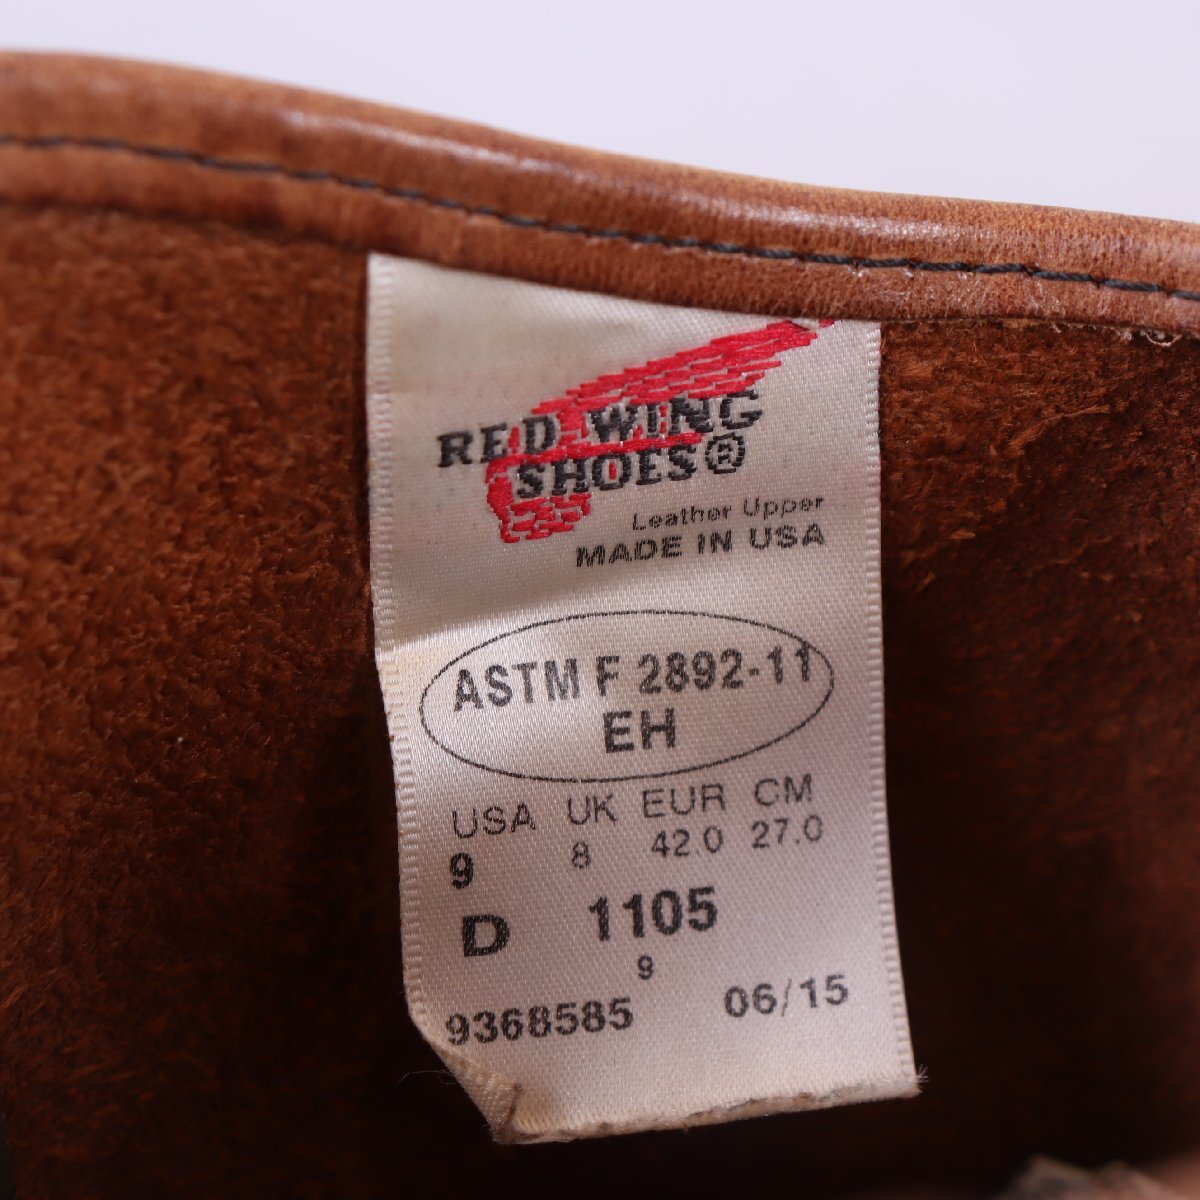 RED WING
SHOES®
Leather Upper
MADE IN USA
ASTM F 2892-11
EH
USA UK EUR CM
9 8 42.0 27.0
D 1105
9
9368585 06/15